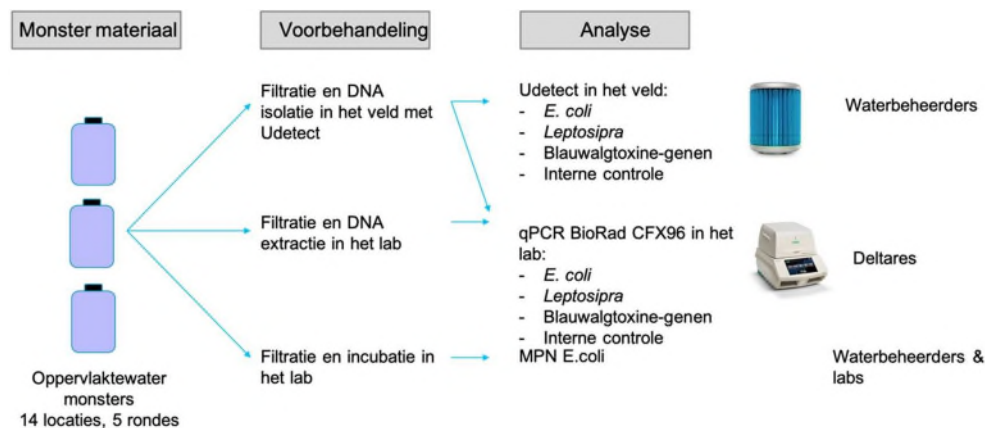 Monster materiaal
Voorbehandeling
Analyse
Filtratie en DNA
isolatie in het veld met
Udetect
Udetect in het veld:
- E. coli
- Leptosipra
- Blauwalgtoxine-genen
- Interne controle
Waterbeheerders
Filtratie en DNA
extractie in het lab
qPCR BioRad CFX96 in het
lab:
- E. coli
- Leptosipra
- Blauwalgtoxine-genen
- Interne controle
Deltares
Filtratie en incubatie in
het lab
MPN E.coli
Waterbeheerders &
labs
Oppervlaktewater
monsters
14 locaties, 5 rondes